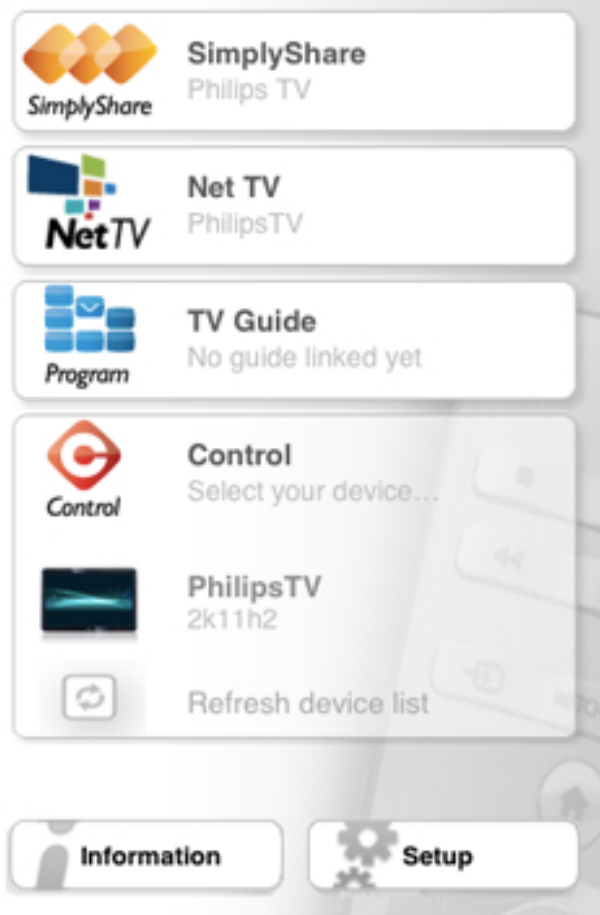 SimplyShare
SimplyShare
Philips TV
NetTV
Net TV
PhilipsTV
Program
TV Guide
No guide linked yet
Control
Control
Select your device...
PhilipsTV
2k11h2
Refresh device list
Information
Setup